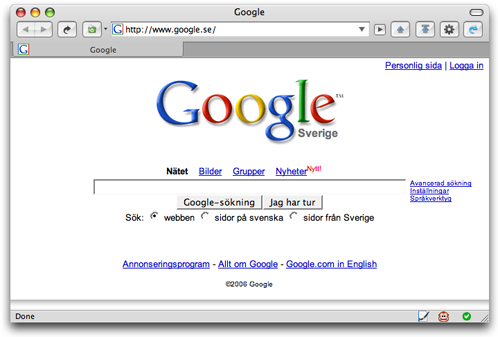 Google
http://www.google.se/
Google
Personlig sida | Logga in
Google™
Sverige
Nätet Bilder Grupper Nyheter Nytt!
Avancerad sökning
Inställningar
Språkverktyg
Google-sökning Jag har tur
Sök: webben sidor på svenska sidor från Sverige
Annonseringsprogram - Allt om Google - Google.com in English
©2006 Google
Done